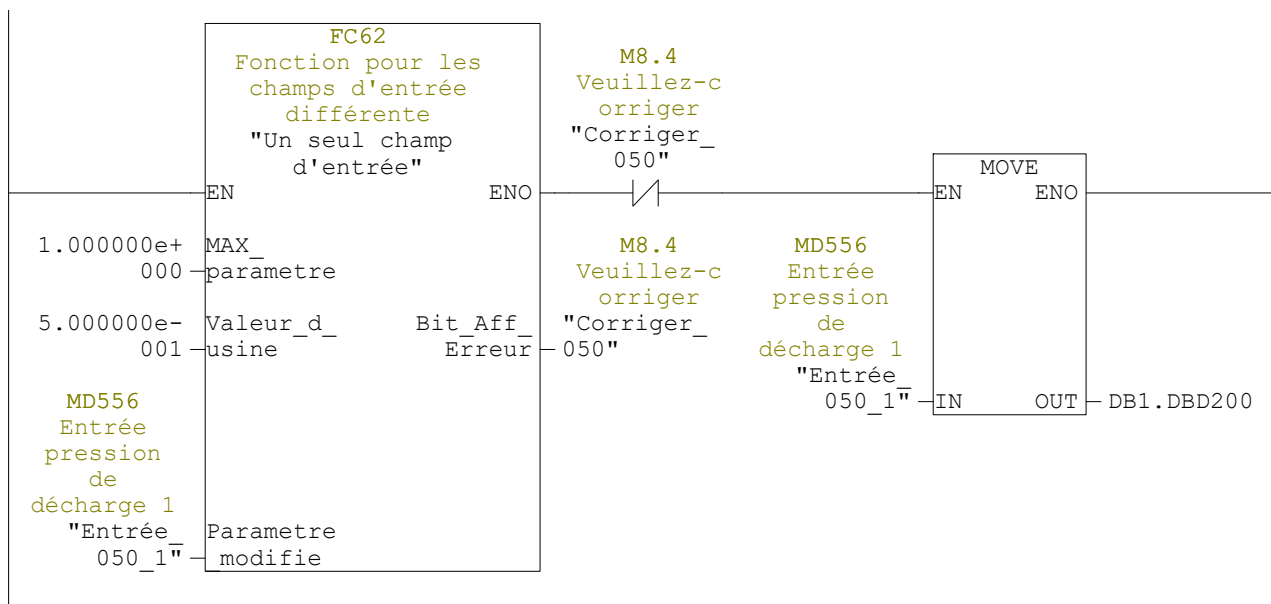 FC62
Fonction pour les
champs d'entrée
différente
"Un seul champ
d'entrée"
EN
ENO
1.000000e+
000
MAX_
parametre
5.000000e-
001
Valeur_d_
usine
Bit_Aff_
Erreur
MD556
Entrée
pression
de
décharge 1
"Entrée_
050_1"
Parametre
_modifie
M8.4
Veuillez-c
orriger
"Corriger_
050"
M8.4
Veuillez-c
orriger
"Corriger_
050"
MOVE
EN
ENO
MD556
Entrée
pression
de
décharge 1
"Entrée_
050_1"
IN
OUT
DB1.DBD200